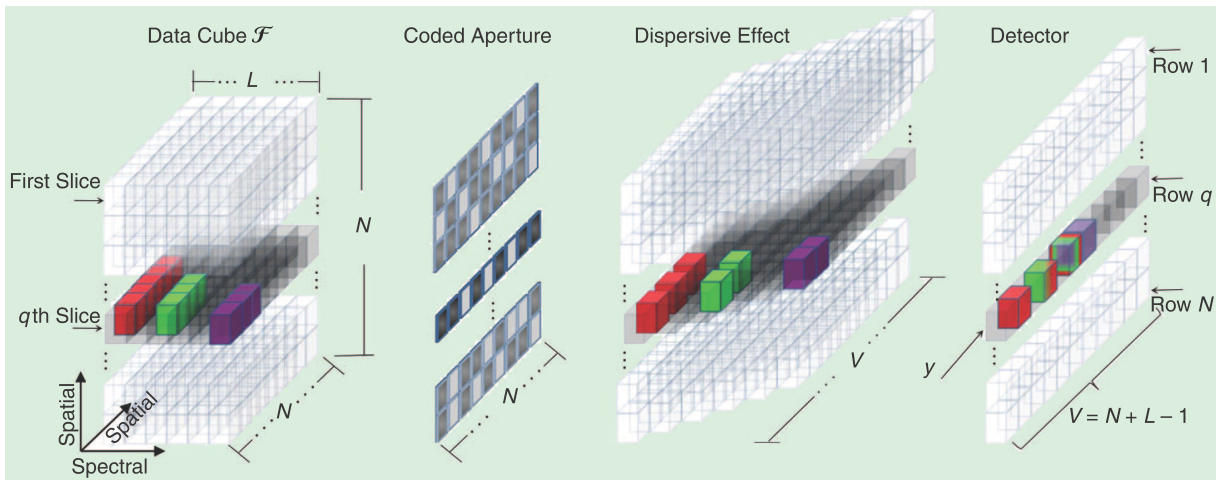 Data Cube ℱ
Coded Aperture
Dispersive Effect
Detector
L
Row 1
First Slice
N
Row q
qth Slice
Row N
V
y
N
N
V = N + L − 1
Spatial
Spatial
Spectral